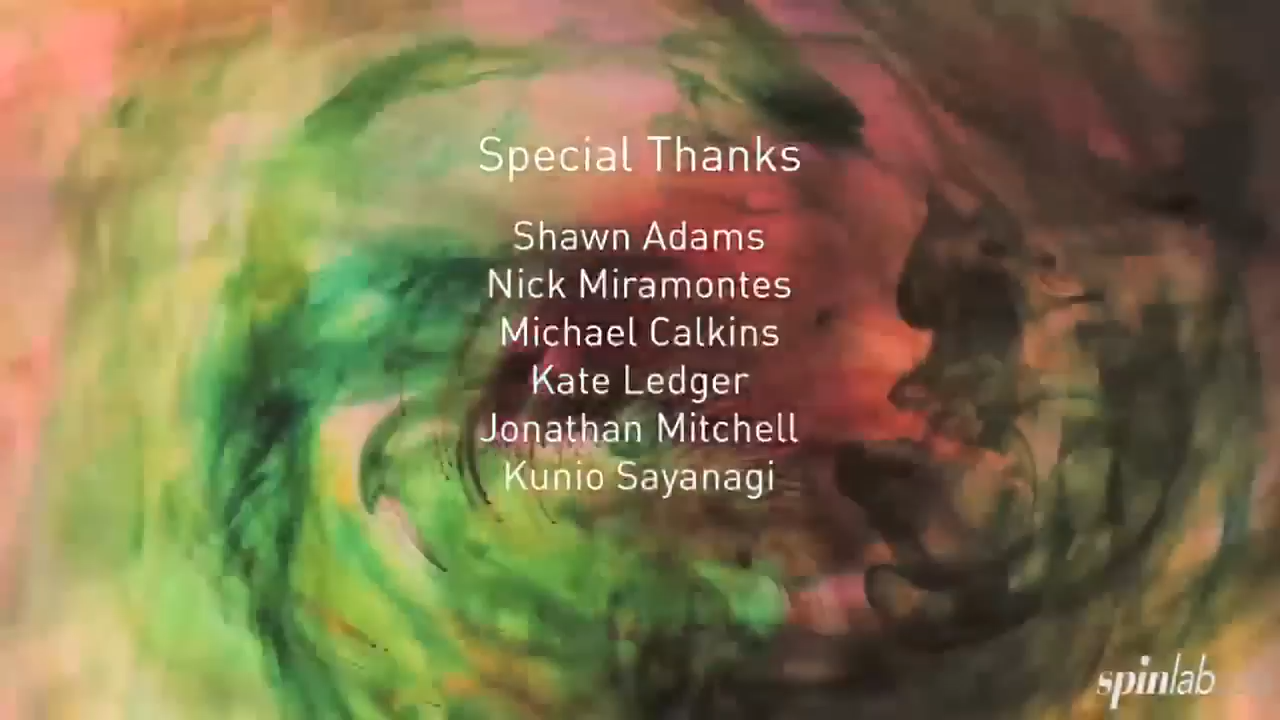 Special Thanks
Shawn Adams
Nick Miramontes
Michael Calkins
Kate Ledger
Jonathan Mitchell
Kunio Sayanagi
spinlab